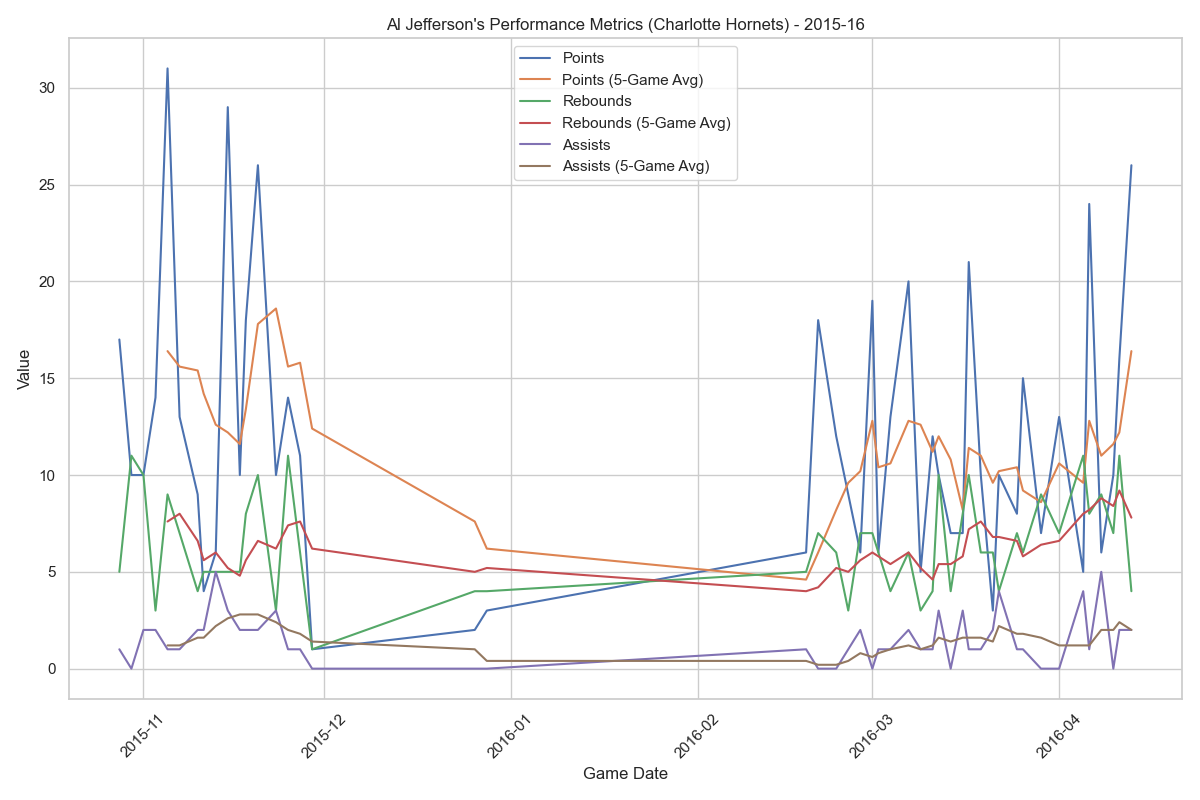 Al Jefferson's Performance Metrics (Charlotte Hornets) - 2015-16
Points
Points (5-Game Avg)
Rebounds
Rebounds (5-Game Avg)
Assists
Assists (5-Game Avg)
Value
30
25
20
15
10
5
0
2015-11
2015-12
2016-01
2016-02
2016-03
2016-04
Game Date